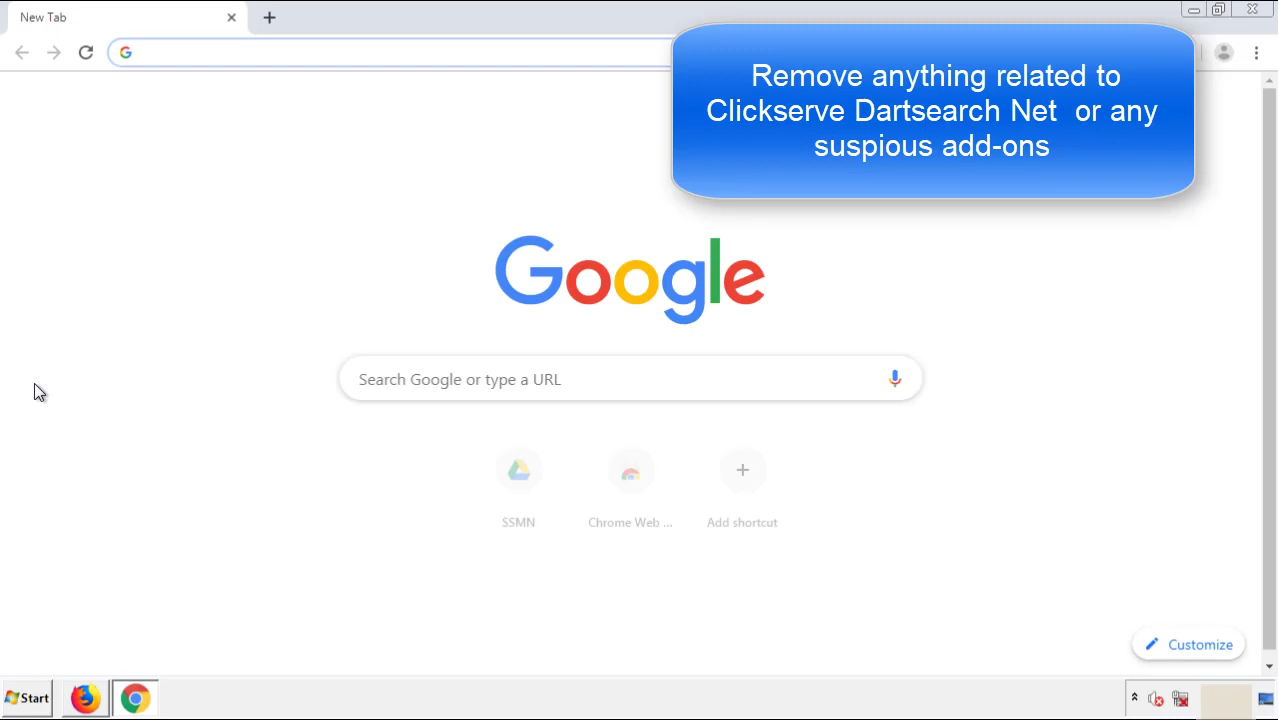 New Tab
Remove anything related to
Clickserve Dartsearch Net or any
suspious add-ons
Google
Search Google or type a URL
SSMN
Chrome Web ...
Add shortcut
Customize
Start